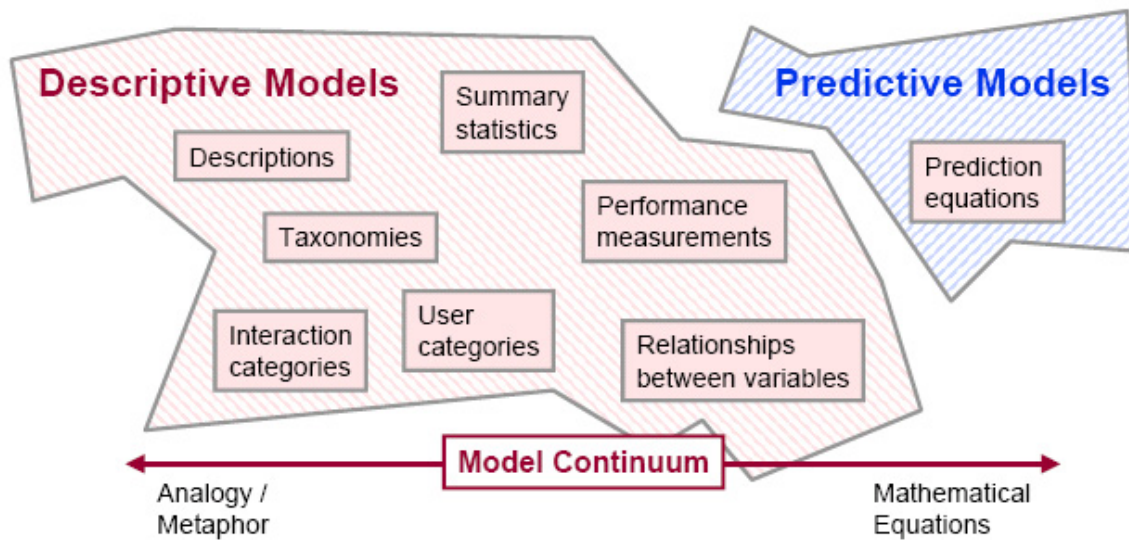 Descriptive Models
Summary
statistics
Predictive Models
Descriptions
Prediction
equations
Taxonomies
Performance
measurements
Interaction
categories
User
categories
Relationships
between variables
Model Continuum
Analogy /
Metaphor
Mathematical
Equations